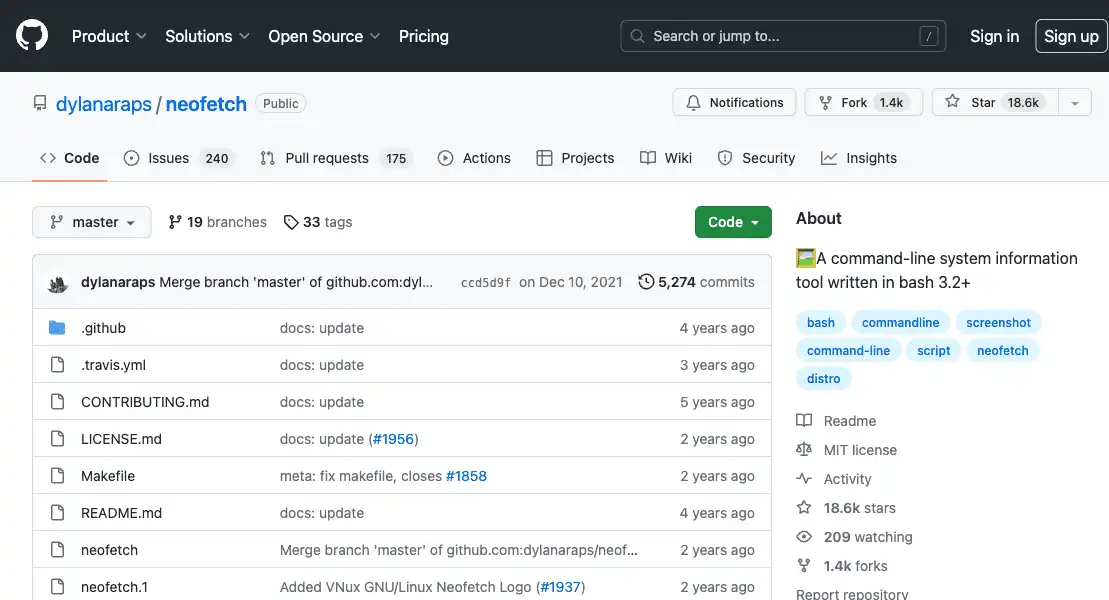 Product Solutions Open Source Pricing Search or jump to... / Sign in Sign up
dylanaraps / neofetch Public Notifications Fork 1.4k Star 18.6k
Code Issues 240 Pull requests 175 Actions Projects Wiki Security Insights
master 19 branches 33 tags Code
dylanaraps Merge branch 'master' of github.com:dyl... ccd5d9f on Dec 10, 2021 5,274 commits
.github docs: update 4 years ago
.travis.yml docs: update 3 years ago
CONTRIBUTING.md docs: update 5 years ago
LICENSE.md docs: update (#1956) 2 years ago
Makefile meta: fix makefile, closes #1858 2 years ago
README.md docs: update 4 years ago
neofetch Merge branch 'master' of github.com:dylanaraps/neof... 2 years ago
neofetch.1 Added VNux GNU/Linux Neofetch Logo (#1937) 2 years ago
About
A command-line system information
tool written in bash 3.2+
bash commandline screenshot
command-line script neofetch
distro
Readme
MIT license
Activity
18.6k stars
209 watching
1.4k forks
Report repository